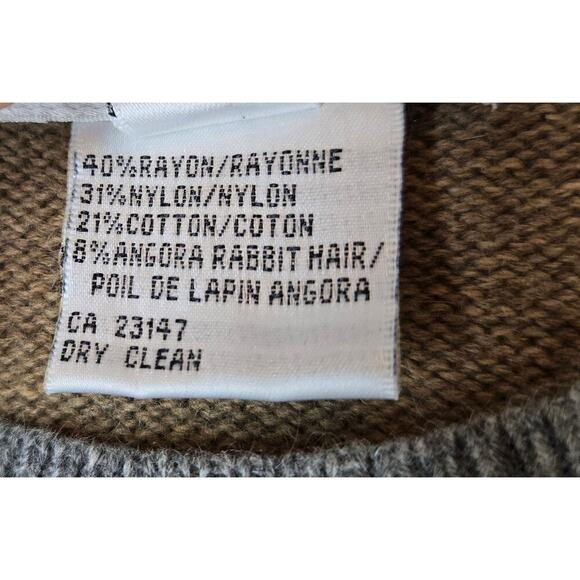 40%RAYON/RAYONNE
31%NYLON/NYLON
21%COTTON/COTON
8%ANGORA RABBIT HAIR/
POIL DE LAPIN ANGORA
CA 23147
DRY CLEAN